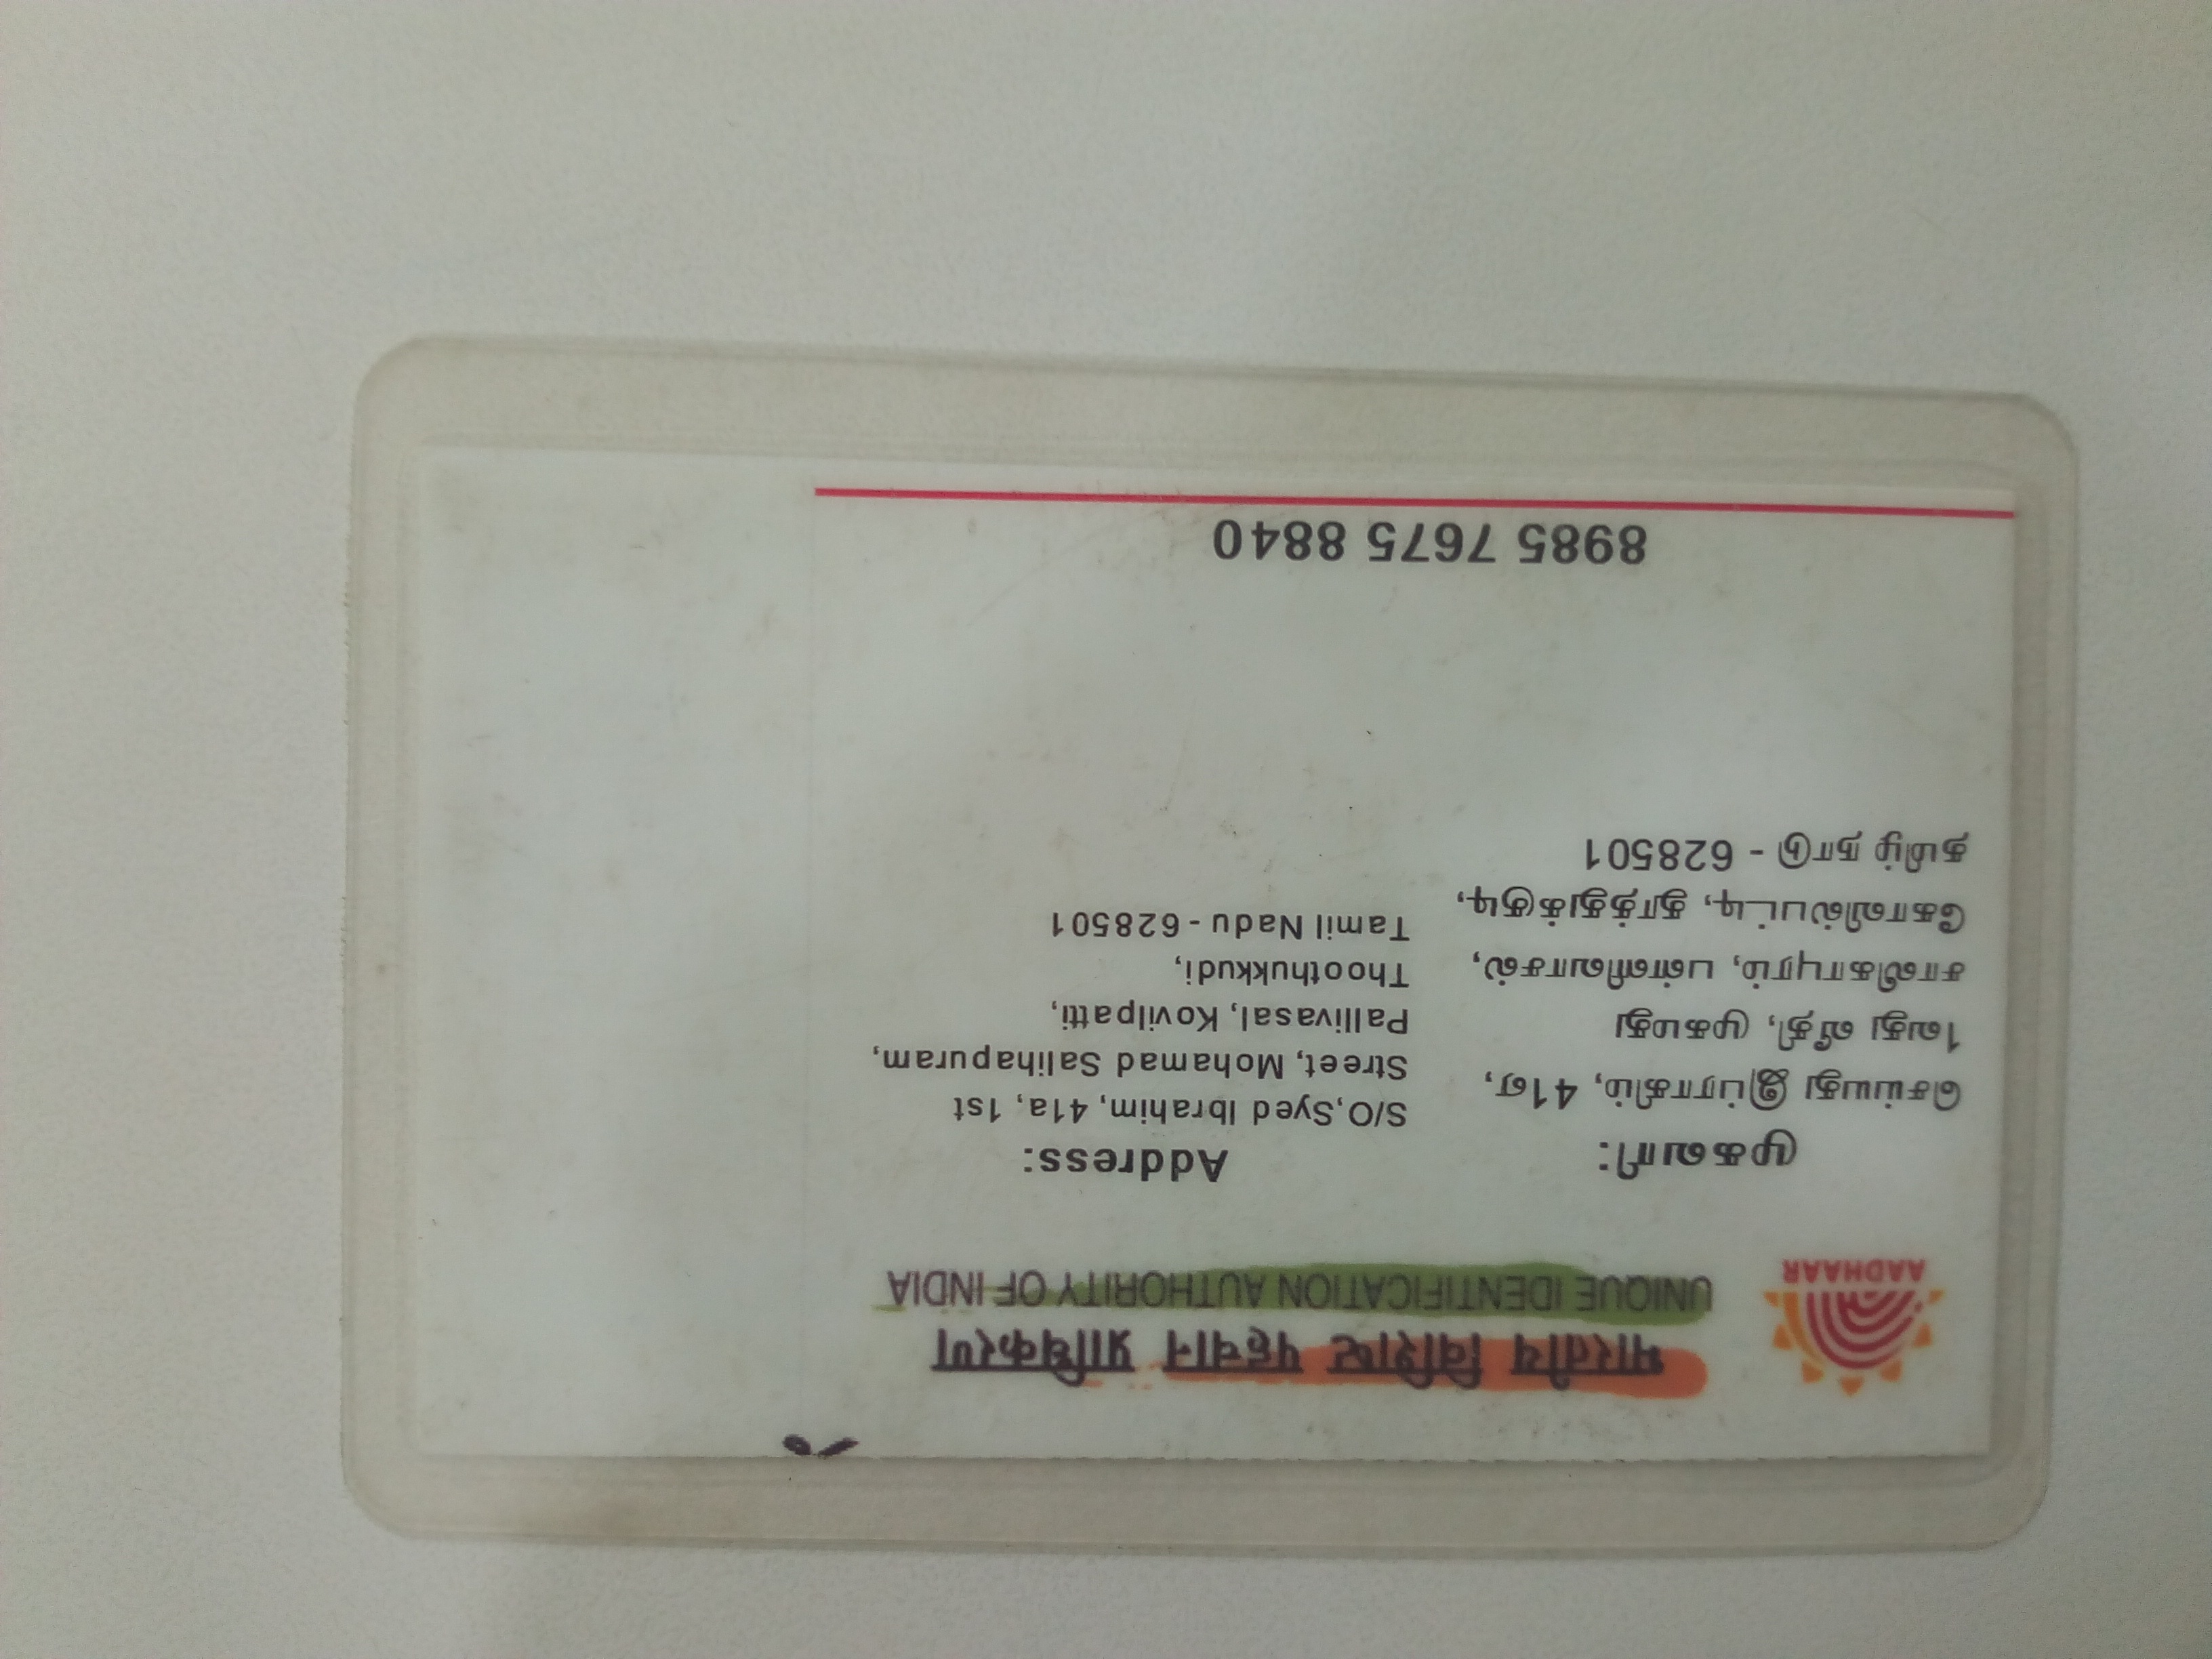 भारतीय विशिष्ट पहचान प्राधिकरण
UNIQUE IDENTIFICATION AUTHORITY OF INDIA
AADHAAR
முகவரி:
செய்யது இப்ராகிம், 41ஏ,
1வது வீதி, முகமது
சாலிகாபுரம், பள்ளிவாசல்,
கோவில்பட்டி, தூத்துக்குடி,
தமிழ் நாடு - 628501
Address:
S/O,Syed Ibrahim, 41a, 1st
Street, Mohamad Salihapuram,
Pallivasal, Kovilpatti,
Thoothukkudi,
Tamil Nadu - 628501
8985 7675 8840